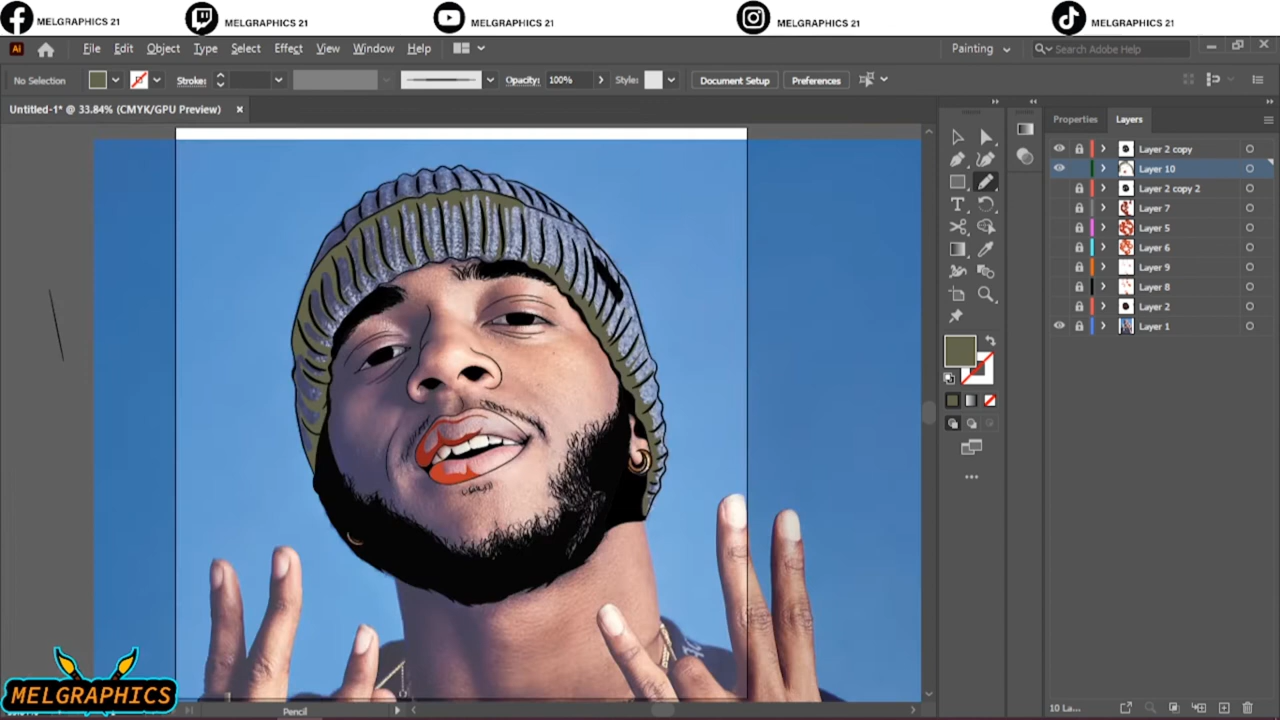 MELGRAPHICS 21 MELGRAPHICS 21 MELGRAPHICS 21 MELGRAPHICS 21 MELGRAPHICS 21
Ai File Edit Object Type Select Effect View Window Help Painting Search Adobe Help
No Selection Stroke: Opacity: 100% Style: Document Setup Preferences
Untitled-1* @ 33.84% (CMYK/GPU Preview) ×
Properties Layers
Layer 2 copy
Layer 10
Layer 2 copy 2
Layer 7
Layer 5
Layer 6
Layer 9
Layer 8
Layer 2
Layer 1
MELGRAPHICS
Pencil
10 La...